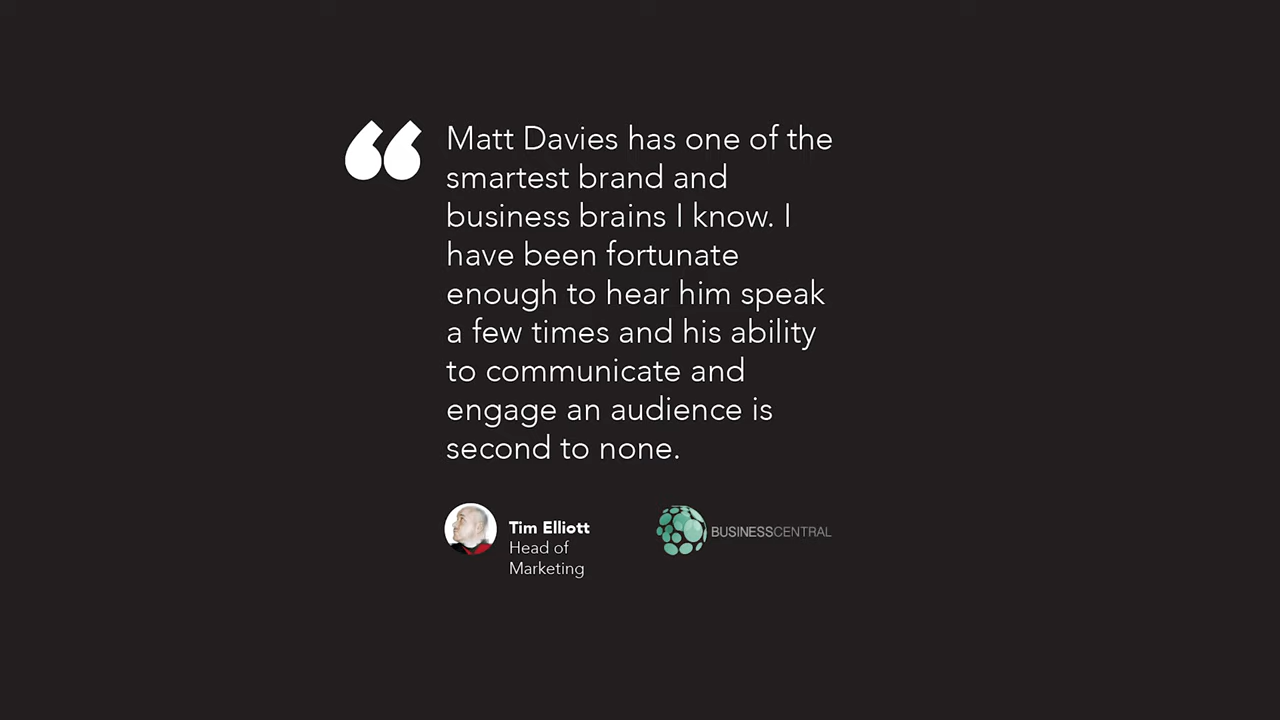 Matt Davies has one of the
smartest brand and
business brains I know. I
have been fortunate
enough to hear him speak
a few times and his ability
to communicate and
engage an audience is
second to none.
Tim Elliott
Head of
Marketing
BUSINESSCENTRAL